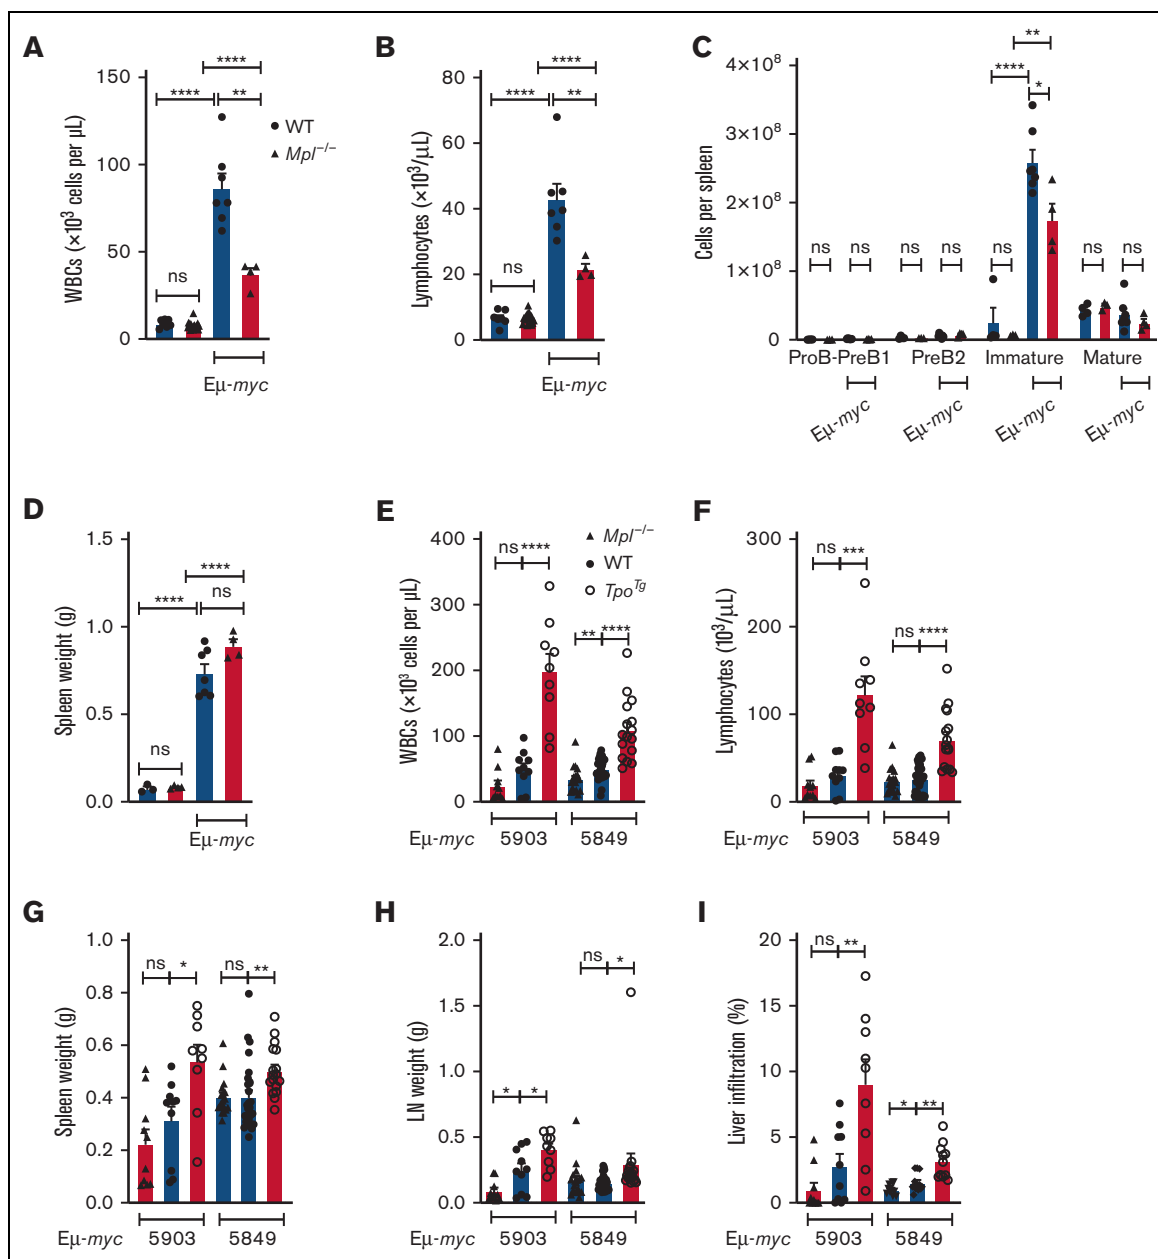 A
WBCs (×10³ cells per μL)
150
100
50
0
****
****
**
ns
WT
Mpl⁻/⁻
Eμ-myc
B
Lymphocytes (×10³/μL)
80
60
40
20
0
****
****
**
ns
Eμ-myc
C
Cells per spleen
4×10⁸
3×10⁸
2×10⁸
1×10⁸
0
**
****
*
ns ns ns ns ns ns ns
ProB-PreB1 PreB2 Immature Mature
Eμ-myc Eμ-myc Eμ-myc Eμ-myc
D
Spleen weight (g)
1.5
1.0
0.5
0.0
****
****
ns
ns
Eμ-myc
E
WBCs (×10³ cells per μL)
400
300
200
100
0
ns ****
** ****
Mpl⁻/⁻
WT
Tpoᵀᵍ
Eμ-myc 5903 5849
F
Lymphocytes (10³/μL)
300
200
100
0
ns ***
ns ****
Eμ-myc 5903 5849
G
Spleen weight (g)
1.0
0.8
0.6
0.4
0.2
0.0
ns * ns **
Eμ-myc 5903 5849
H
LN weight (g)
2.0
1.5
1.0
0.5
0.0
ns *
* *
Eμ-myc 5903 5849
I
Liver infiltration (%)
20
15
10
5
0
ns **
* **
Eμ-myc 5903 5849